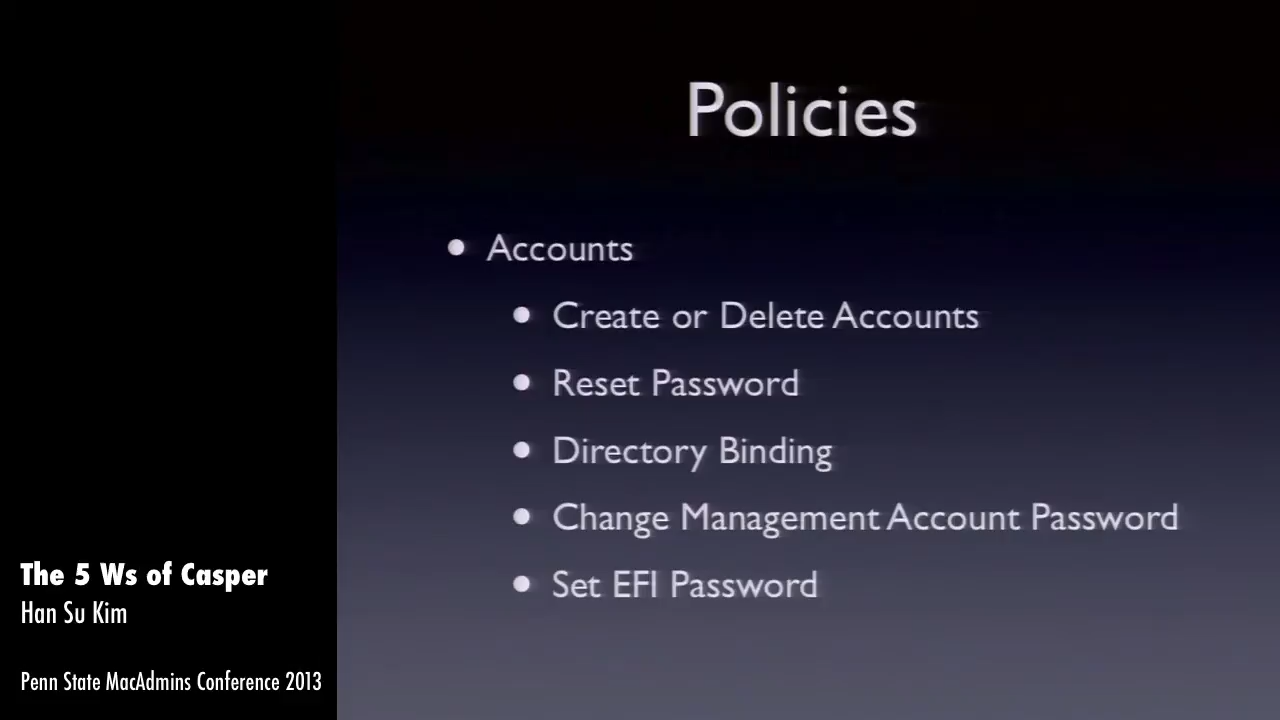 Policies
• Accounts
• Create or Delete Accounts
• Reset Password
• Directory Binding
• Change Management Account Password
• Set EFI Password
The 5 Ws of Casper
Han Su Kim
Penn State MacAdmins Conference 2013